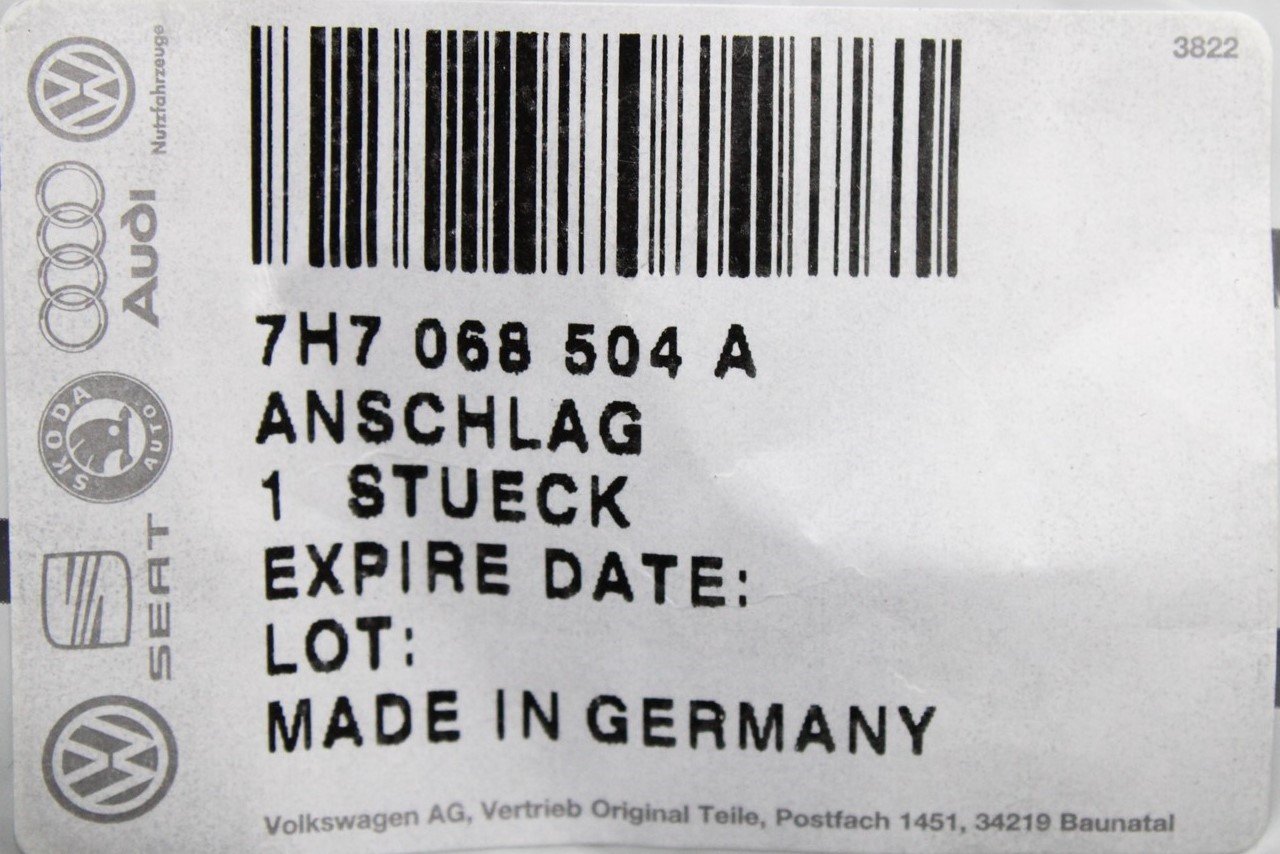 3822
Nutzfahrzeuge
Audi
SKODA AUTO
SEAT
7H7 068 504 A
ANSCHLAG
1 STUECK
EXPIRE DATE:
LOT:
MADE IN GERMANY
Volkswagen AG, Vertrieb Original Teile, Postfach 1451, 34219 Baunatal